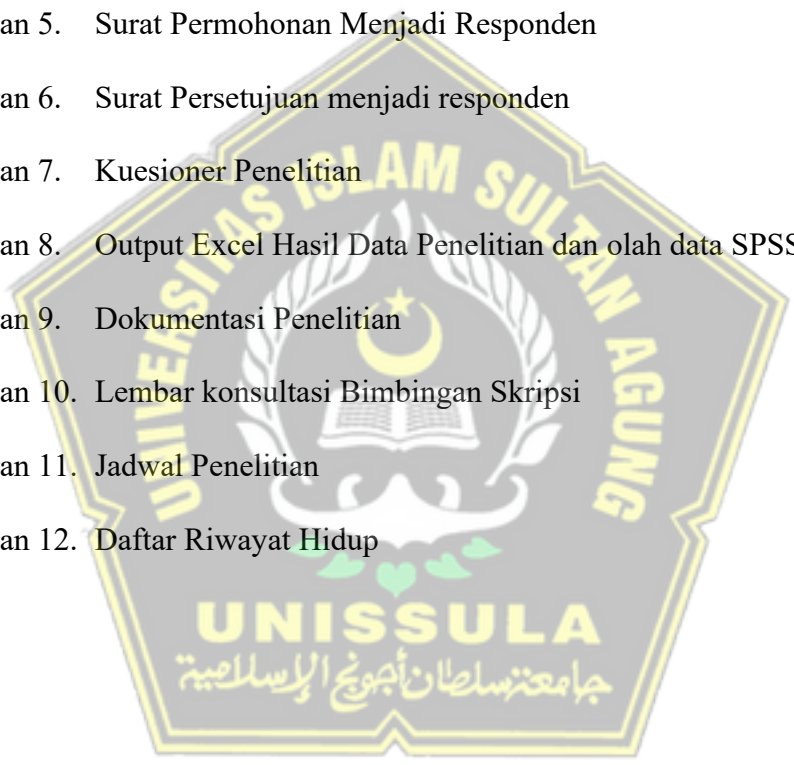 an 5. Surat Permohonan Menjadi Responden
an 6. Surat Persetujuan menjadi responden
an 7. Kuesioner Penelitian
an 8. Output Excel Hasil Data Penelitian dan olah data SPSS
an 9. Dokumentasi Penelitian
an 10. Lembar konsultasi Bimbingan Skripsi
an 11. Jadwal Penelitian
an 12. Daftar Riwayat Hidup
UNIVERSITAS ISLAM SULTAN AGUNG
UNISSULA
جامعة سلطان أجونج الإسلامية